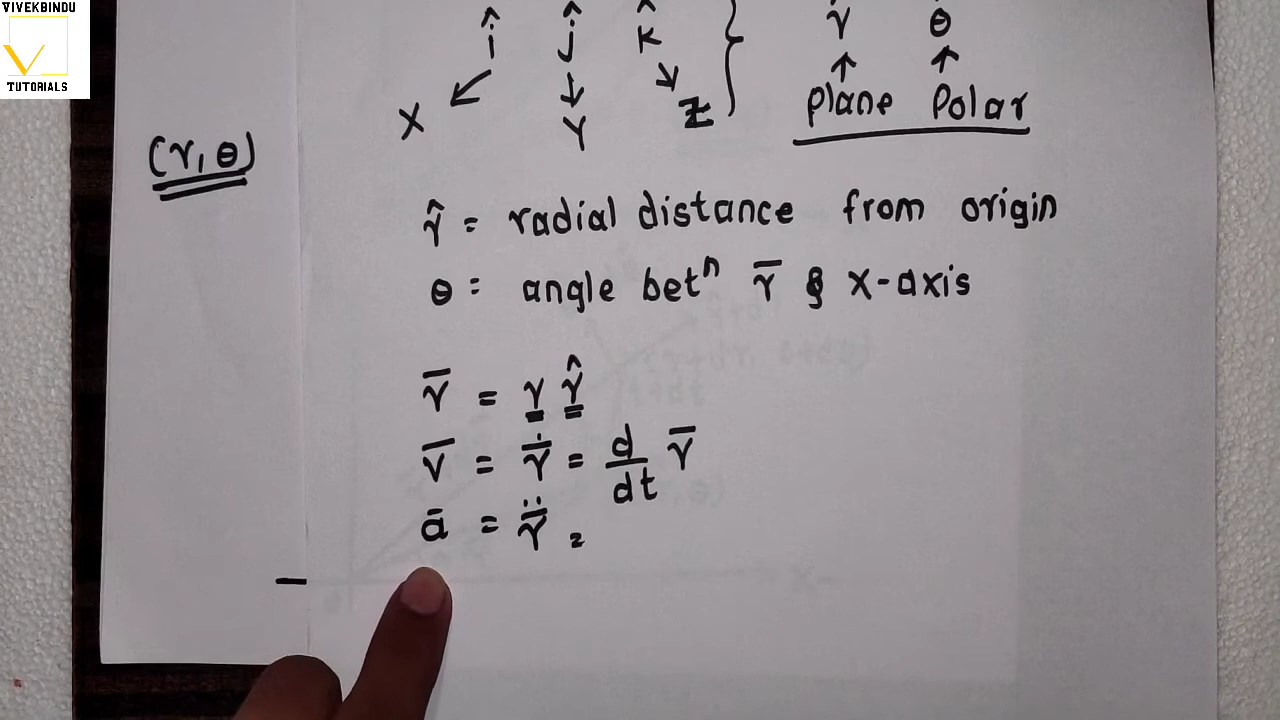 VIVEKBINDU
TUTORIALS
î ĵ k̂ } r̂ θ̂
X Y Z plane Polar
(r, θ)
r̂ = radial distance from origin
θ = angle betⁿ r̄ & x-axis
r̄ = r r̂
v̄ = r̄̇ = d/dt r̄
ā = r̄̈ =